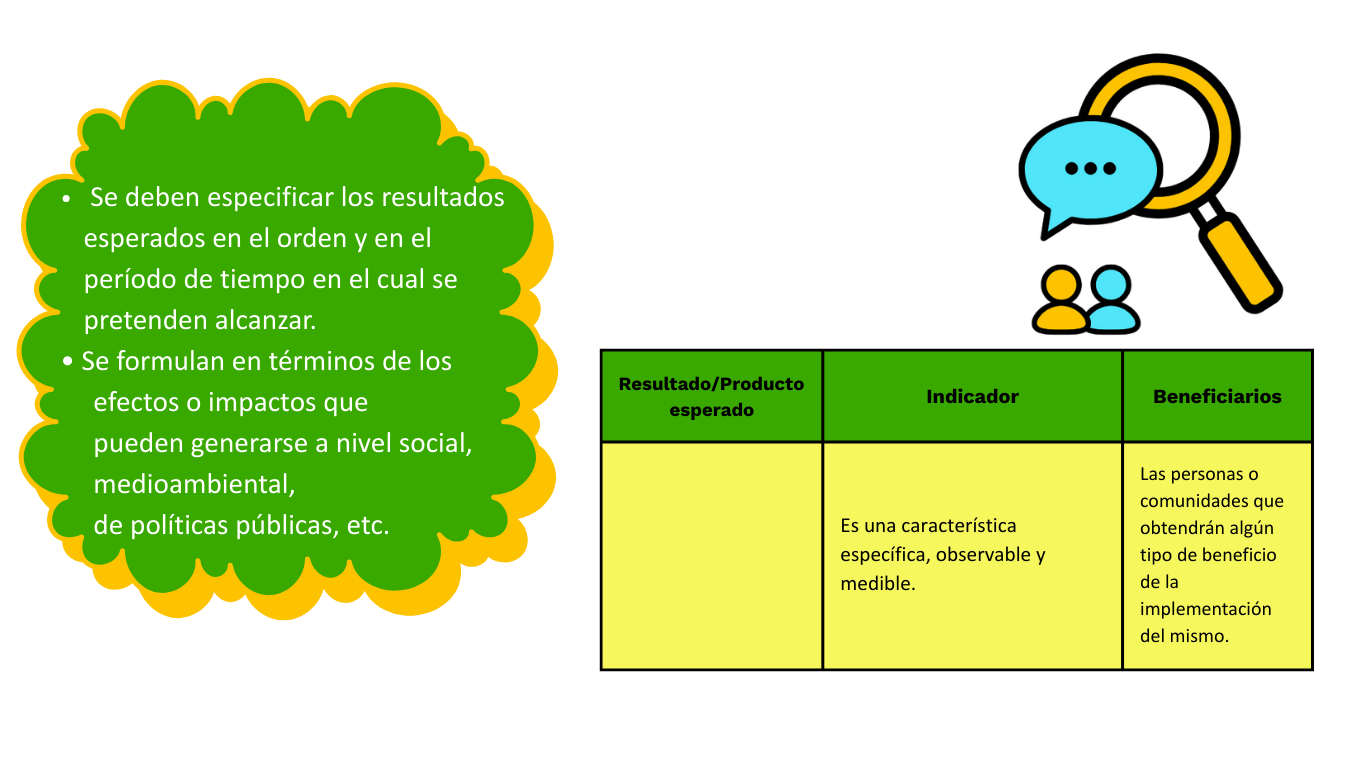 • Se deben especificar los resultados
esperados en el orden y en el
período de tiempo en el cual se
pretenden alcanzar.
• Se formulan en términos de los
efectos o impactos que
pueden generarse a nivel social,
medioambiental,
de políticas públicas, etc.
Resultado/Producto
esperado
Indicador
Beneficiarios
Es una característica
específica, observable y
medible.
Las personas o
comunidades que
obtendrán algún
tipo de beneficio
de la
implementación
del mismo.